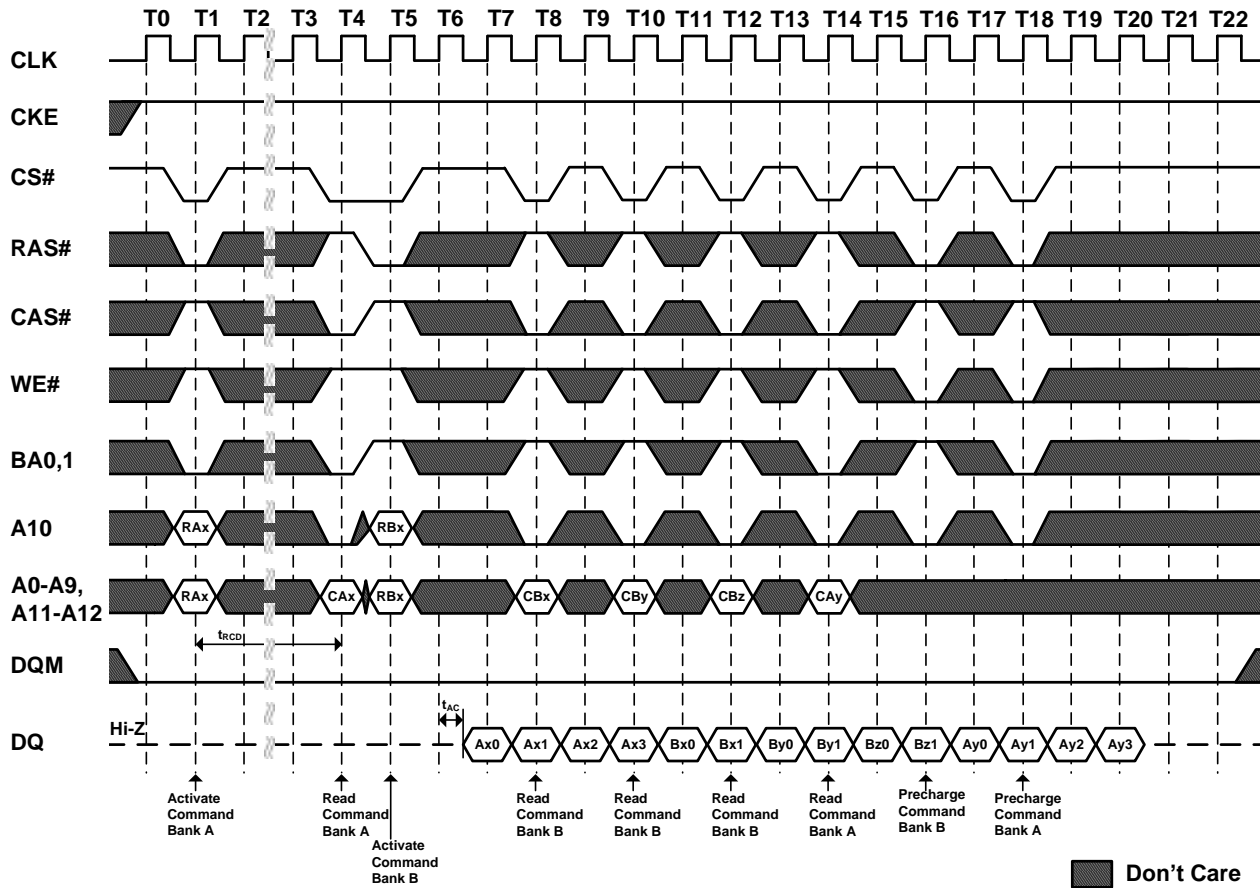 T0 T1 T2 T3 T4 T5 T6 T7 T8 T9 T10 T11 T12 T13 T14 T15 T16 T17 T18 T19 T20 T21 T22
CLK
CKE
CS#
RAS#
CAS#
WE#
BA0,1
A10
RAx RBx
A0-A9,
A11-A12
RAx CAx RBx CBx CBy CBz CAy
tRCD
DQM
tAC
Hi-Z
DQ
Ax0 Ax1 Ax2 Ax3 Bx0 Bx1 By0 By1 Bz0 Bz1 Ay0 Ay1 Ay2 Ay3
Activate
Command
Bank A
Read
Command
Bank A
Activate
Command
Bank B
Read
Command
Bank B
Read
Command
Bank B
Read
Command
Bank B
Read
Command
Bank A
Precharge
Command
Bank B
Precharge
Command
Bank A
Don't Care